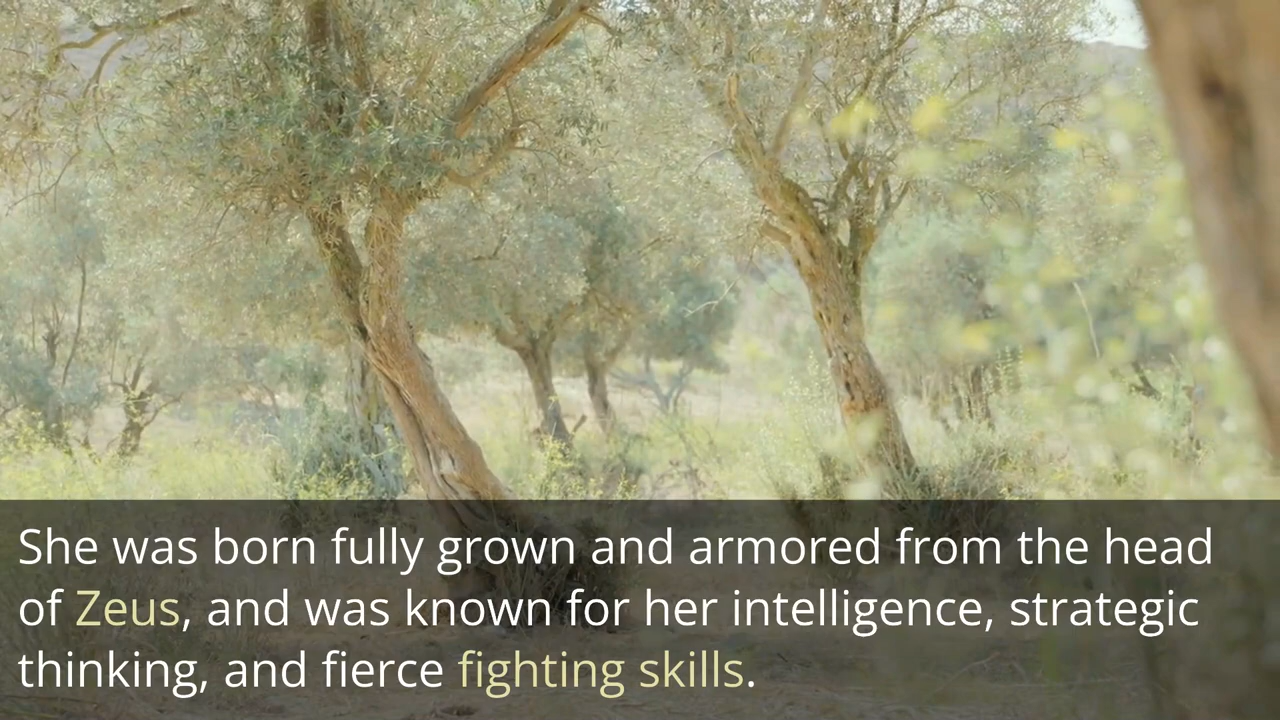 She was born fully grown and armored from the head
of Zeus, and was known for her intelligence, strategic
thinking, and fierce fighting skills.